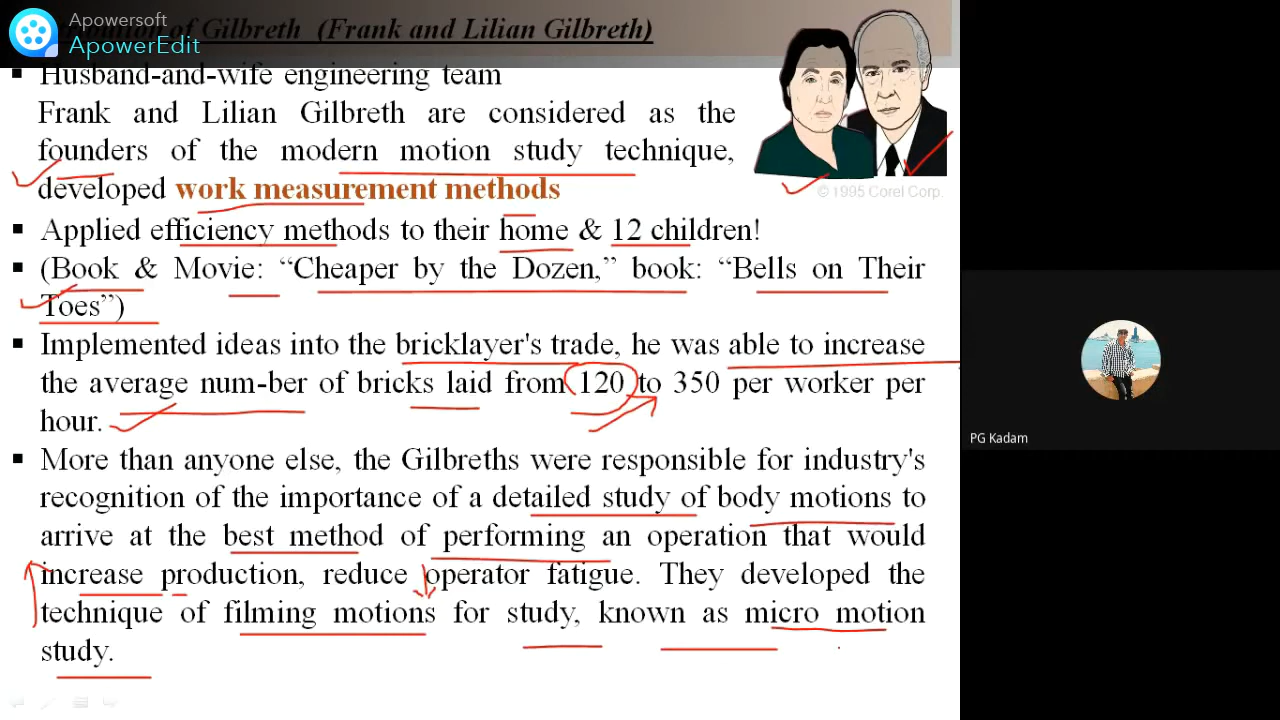 Apowersoft
ApowerEdit
of Gilbreth (Frank and Lilian Gilbreth)
▪ Husband-and-wife engineering team
Frank and Lilian Gilbreth are considered as the
founders of the modern motion study technique,
developed work measurement methods
▪ Applied efficiency methods to their home & 12 children!
▪ (Book & Movie: “Cheaper by the Dozen,” book: “Bells on Their
Toes”)
▪ Implemented ideas into the bricklayer's trade, he was able to increase
the average num-ber of bricks laid from 120 to 350 per worker per
hour.
▪ More than anyone else, the Gilbreths were responsible for industry's
recognition of the importance of a detailed study of body motions to
arrive at the best method of performing an operation that would
increase production, reduce operator fatigue. They developed the
technique of filming motions for study, known as micro motion
study.
© 1995 Corel Corp.
PG Kadam